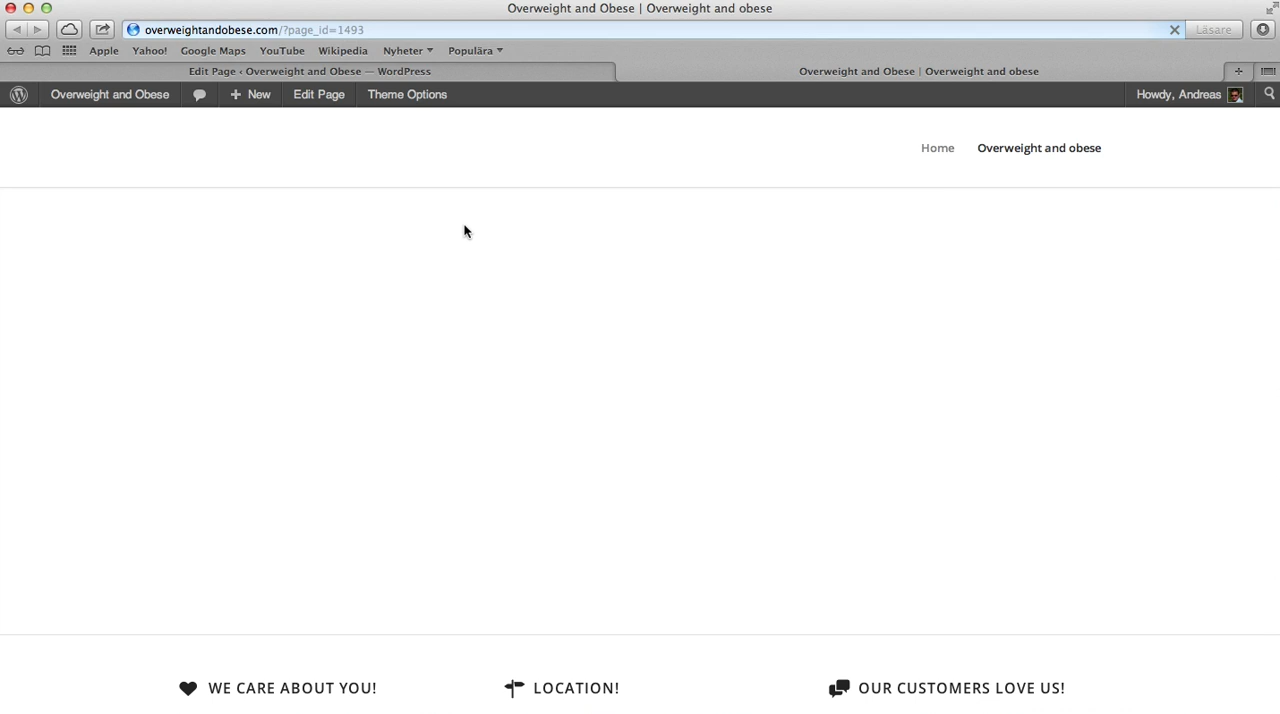 Overweight and Obese | Overweight and obese
overweightandobese.com/?page_id=1493
Läsare
Apple Yahoo! Google Maps YouTube Wikipedia Nyheter Populära
Edit Page ‹ Overweight and Obese — WordPress
Overweight and Obese | Overweight and obese
Overweight and Obese + New Edit Page Theme Options Howdy, Andreas
Home Overweight and obese
WE CARE ABOUT YOU! LOCATION! OUR CUSTOMERS LOVE US!